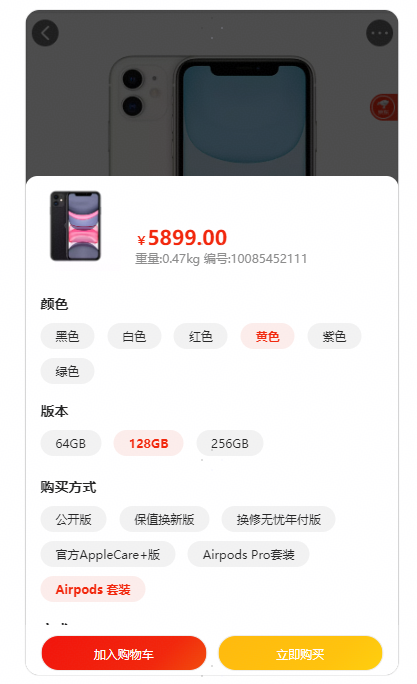 ¥5899.00
重量:0.47kg 编号:10085452111
颜色
黑色 白色 红色 黄色 紫色
绿色
版本
64GB 128GB 256GB
购买方式
公开版 保值换新版 换修无忧年付版
官方AppleCare+版 Airpods Pro套装
Airpods 套装
加入购物车 立即购买